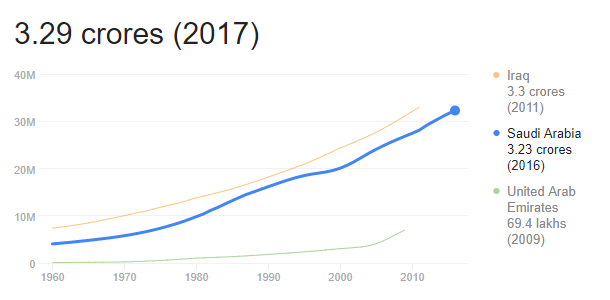 3.29 crores (2017)
40M
30M
20M
10M
0
1960
1970
1980
1990
2000
2010
Iraq
3.3 crores
(2011)
Saudi Arabia
3.23 crores
(2016)
United Arab
Emirates
69.4 lakhs
(2009)